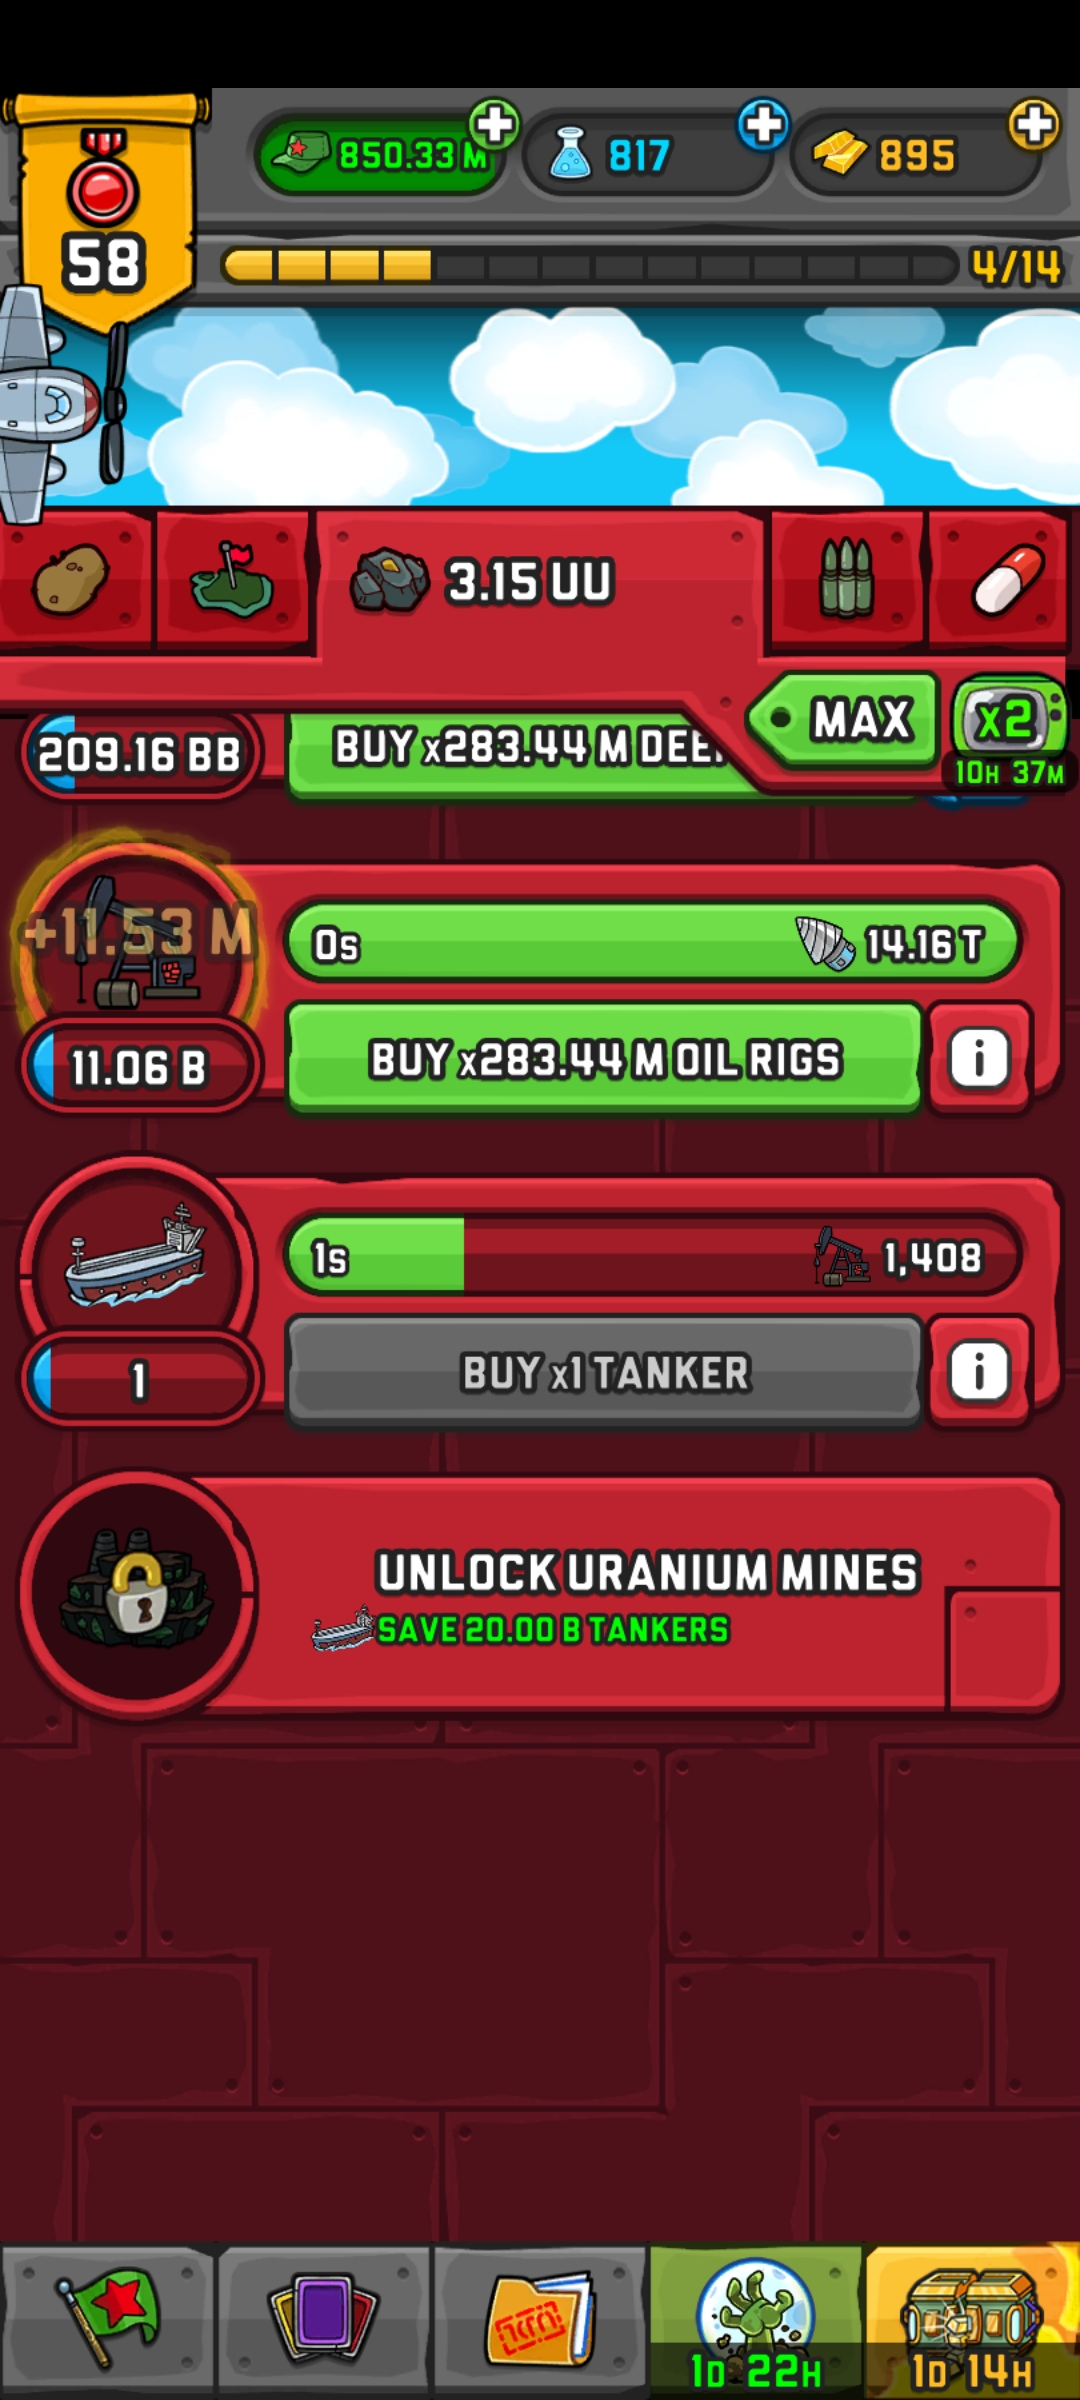 850.33 M
817
895
58
4/14
3.15 UU
MAX
x2
10H 37M
209.16 BB
BUY x283.44 M
+11.53 M
0s
14.16 T
11.06 B
BUY x283.44 M OIL RIGS
i
1s
1,408
1
BUY x1 TANKER
i
UNLOCK URANIUM MINES
SAVE 20.00 B TANKERS
1D 22H
1D 14H